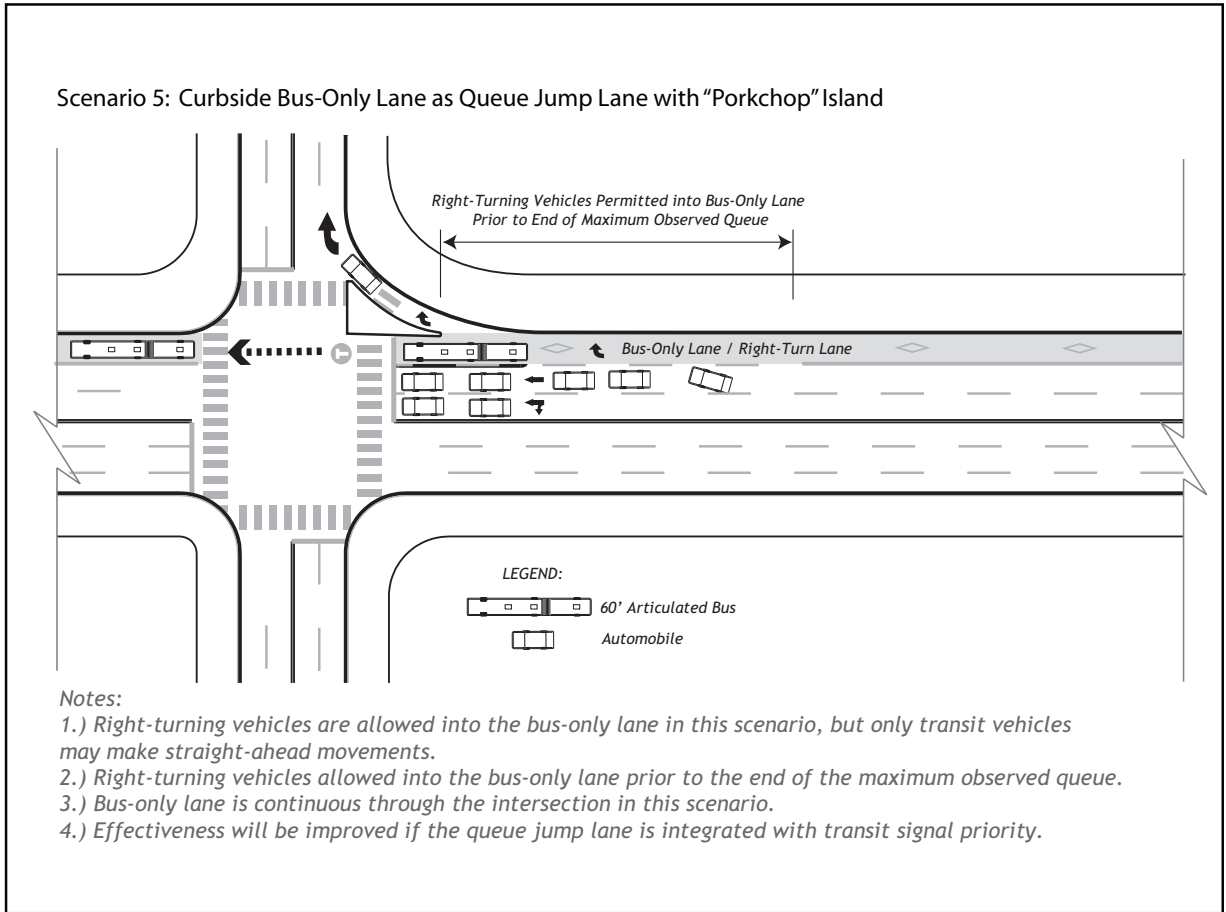 Scenario 5: Curbside Bus-Only Lane as Queue Jump Lane with “Porkchop” Island
Right-Turning Vehicles Permitted into Bus-Only Lane
Prior to End of Maximum Observed Queue
T
Bus-Only Lane / Right-Turn Lane
LEGEND:
60’ Articulated Bus
Automobile
Notes:
1.) Right-turning vehicles are allowed into the bus-only lane in this scenario, but only transit vehicles
may make straight-ahead movements.
2.) Right-turning vehicles allowed into the bus-only lane prior to the end of the maximum observed queue.
3.) Bus-only lane is continuous through the intersection in this scenario.
4.) Effectiveness will be improved if the queue jump lane is integrated with transit signal priority.